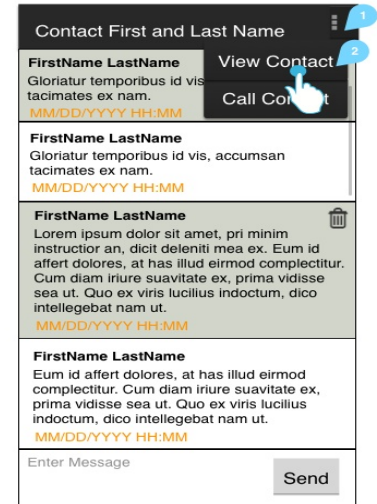 Contact First and Last Name
1
View Contact
2
Call Co t
FirstName LastName
Gloriatur temporibus id vis
tacimates ex nam.
MM/DD/YYYY HH:MM
FirstName LastName
Gloriatur temporibus id vis, accumsan
tacimates ex nam.
MM/DD/YYYY HH:MM
FirstName LastName
Lorem ipsum dolor sit amet, pri minim
instructior an, dicit deleniti mea ex. Eum id
affert dolores, at has illud eirmod complectitur.
Cum diam iriure suavitate ex, prima vidisse
sea ut. Quo ex viris lucilius indoctum, dico
intellegebat nam ut.
MM/DD/YYYY HH:MM
FirstName LastName
Eum id affert dolores, at has illud eirmod
complectitur. Cum diam iriure suavitate ex,
prima vidisse sea ut. Quo ex viris lucilius
indoctum, dico intellegebat nam ut.
MM/DD/YYYY HH:MM
Enter Message
Send